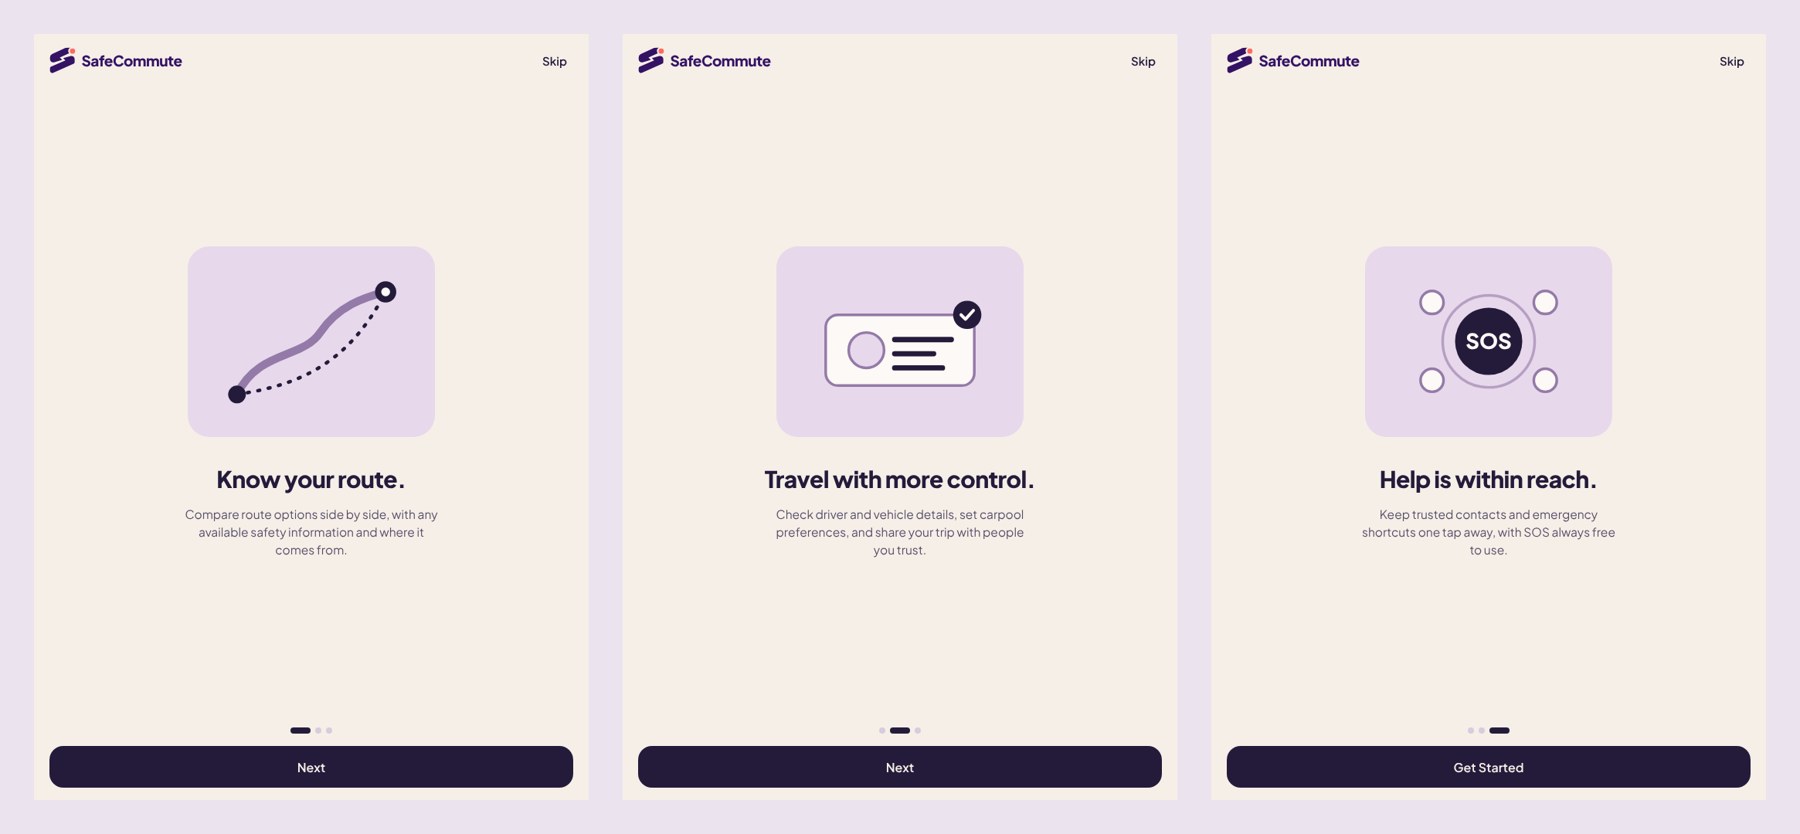 SafeCommute
Skip
Know your route.
Compare route options side by side, with any
available safety information and where it
comes from.
Next
SafeCommute
Skip
Travel with more control.
Check driver and vehicle details, set carpool
preferences, and share your trip with people
you trust.
Next
SafeCommute
Skip
SOS
Help is within reach.
Keep trusted contacts and emergency
shortcuts one tap away, with SOS always free
to use.
Get Started